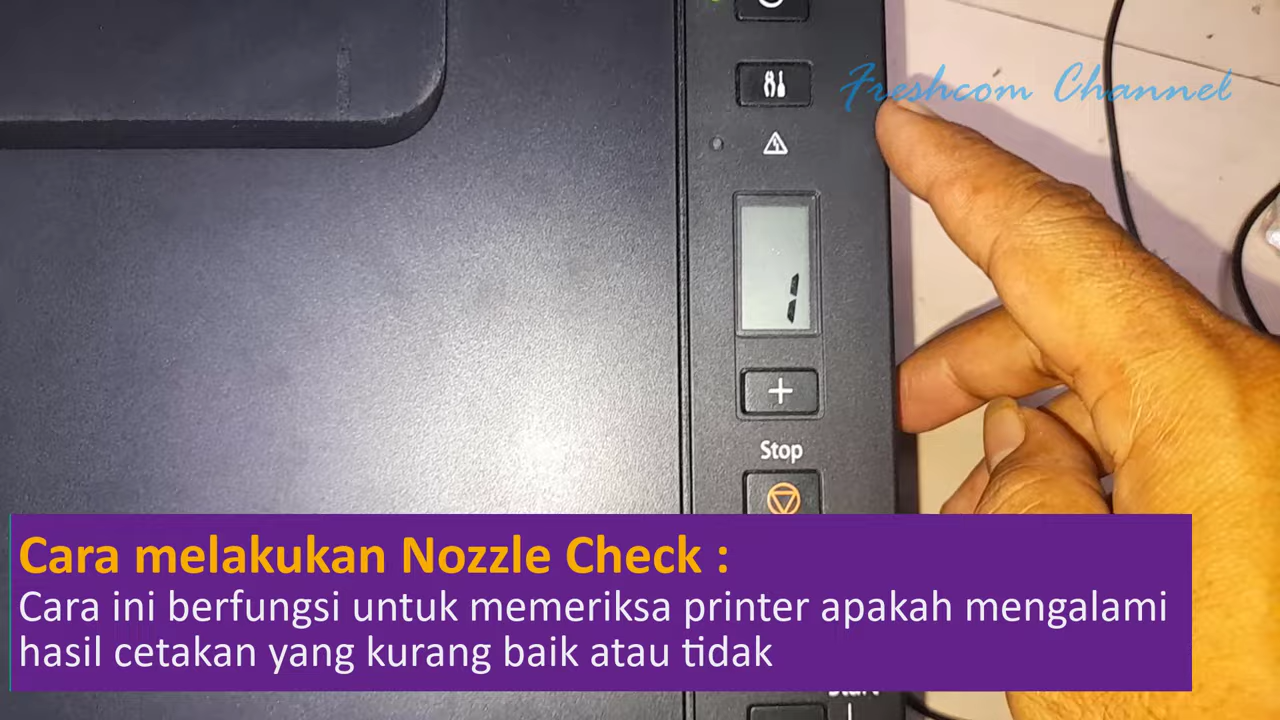 Freshcom Channel
1
+
Stop
Cara melakukan Nozzle Check :
Cara ini berfungsi untuk memeriksa printer apakah mengalami
hasil cetakan yang kurang baik atau tidak